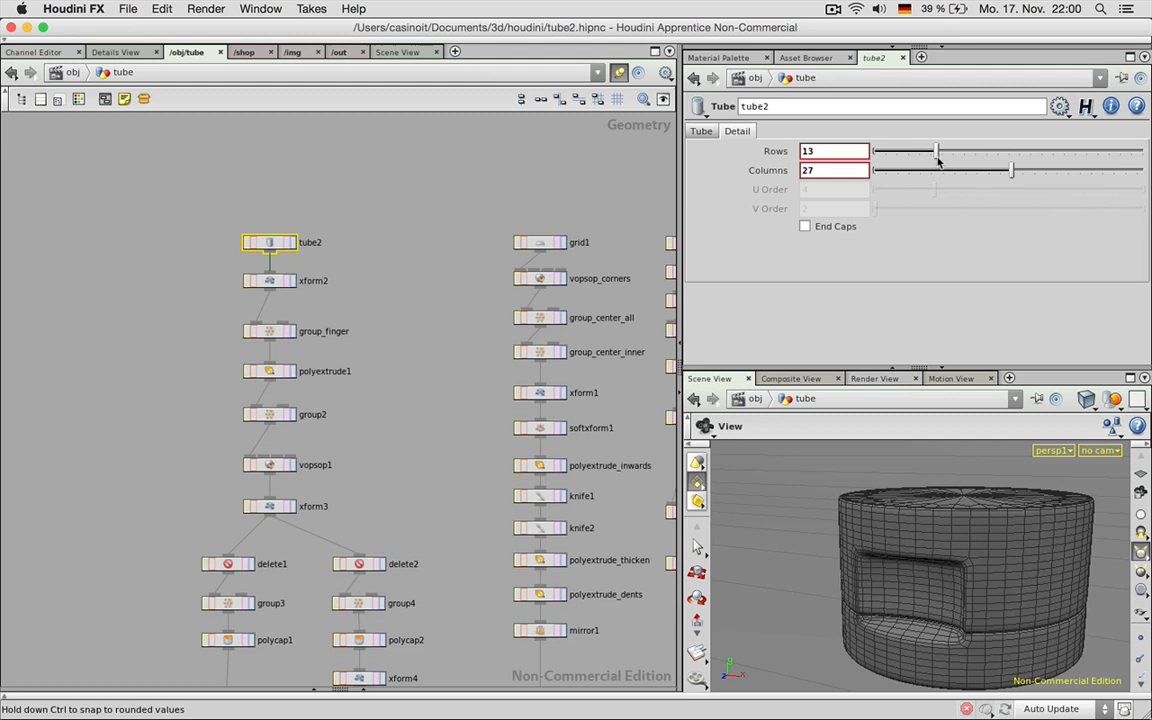 Houdini FX File Edit Render Window Takes Help 39 % Mo. 17. Nov. 22:00
/Users/casinoit/Documents/3d/houdini/tube2.hipnc - Houdini Apprentice Non-Commercial
Channel Editor Details View /obj/tube /shop /img /out Scene View
obj tube
Geometry
tube2
xform2
group_finger
polyextrude1
group2
vopsop1
xform3
delete1 delete2
group3 group4
polycap1 polycap2
xform4
grid1
vopsop_corners
group_center_all
group_center_inner
xform1
softxform1
polyextrude_inwards
knife1
knife2
polyextrude_thicken
polyextrude_dents
mirror1
Non-Commercial Edition
Material Palette Asset Browser tube2
obj tube
Tube tube2
Tube Detail
Rows 13
Columns 27
U Order 4
V Order 2
End Caps
Scene View Composite View Render View Motion View
obj tube
View
persp1 no cam
y
z x
Non-Commercial Edition
Hold down Ctrl to snap to rounded values
Auto Update